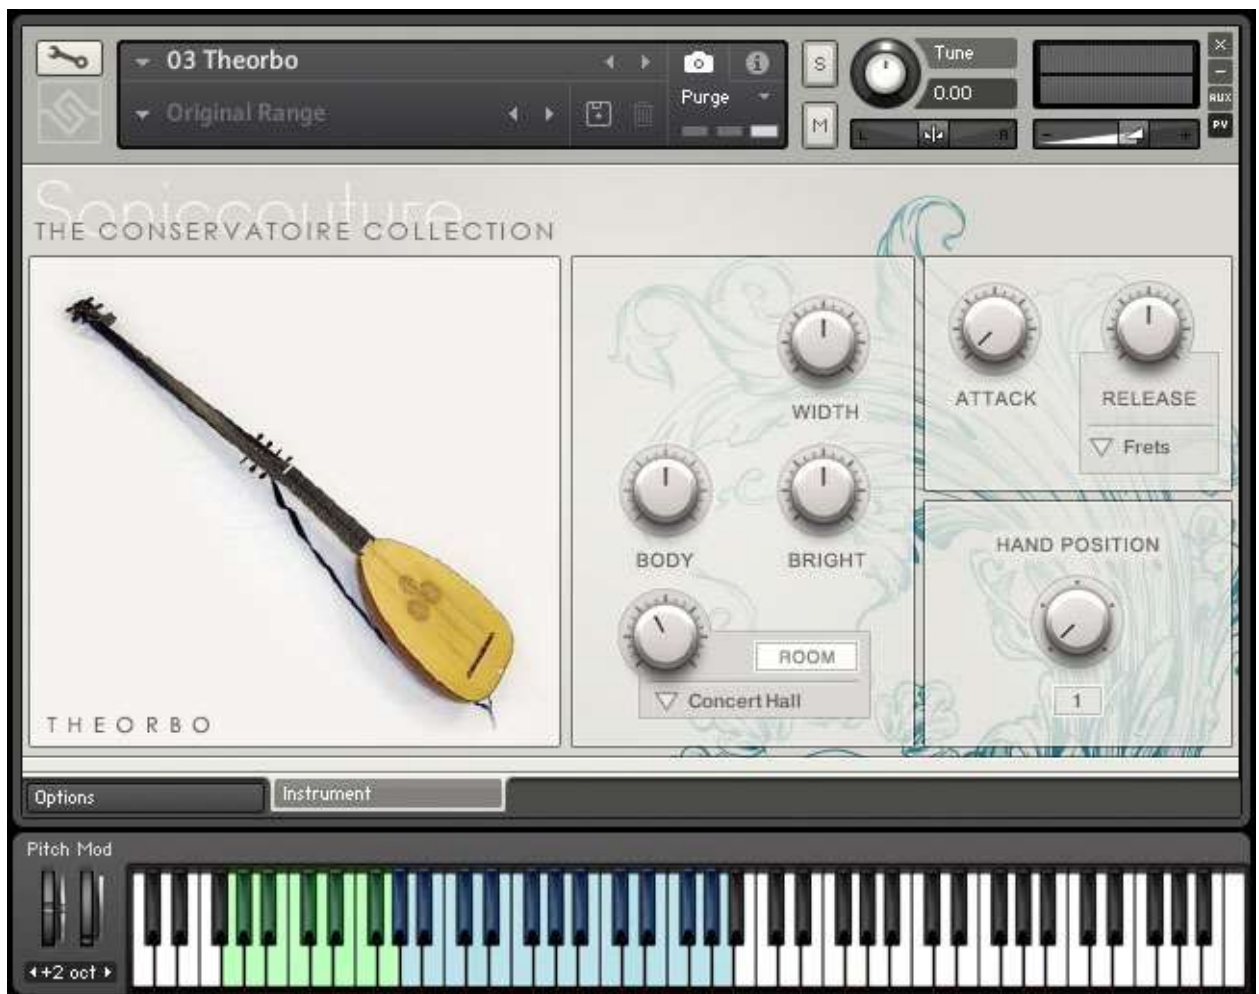 03 Theorbo
Original Range
Purge
S
M
Tune
0.00
L R
- +
×
-
AUX
PV
Soniccouture
THE CONSERVATOIRE COLLECTION
THEORBO
WIDTH
BODY
BRIGHT
ROOM
Concert Hall
ATTACK
RELEASE
Frets
HAND POSITION
1
Options
Instrument
Pitch Mod
+2 oct